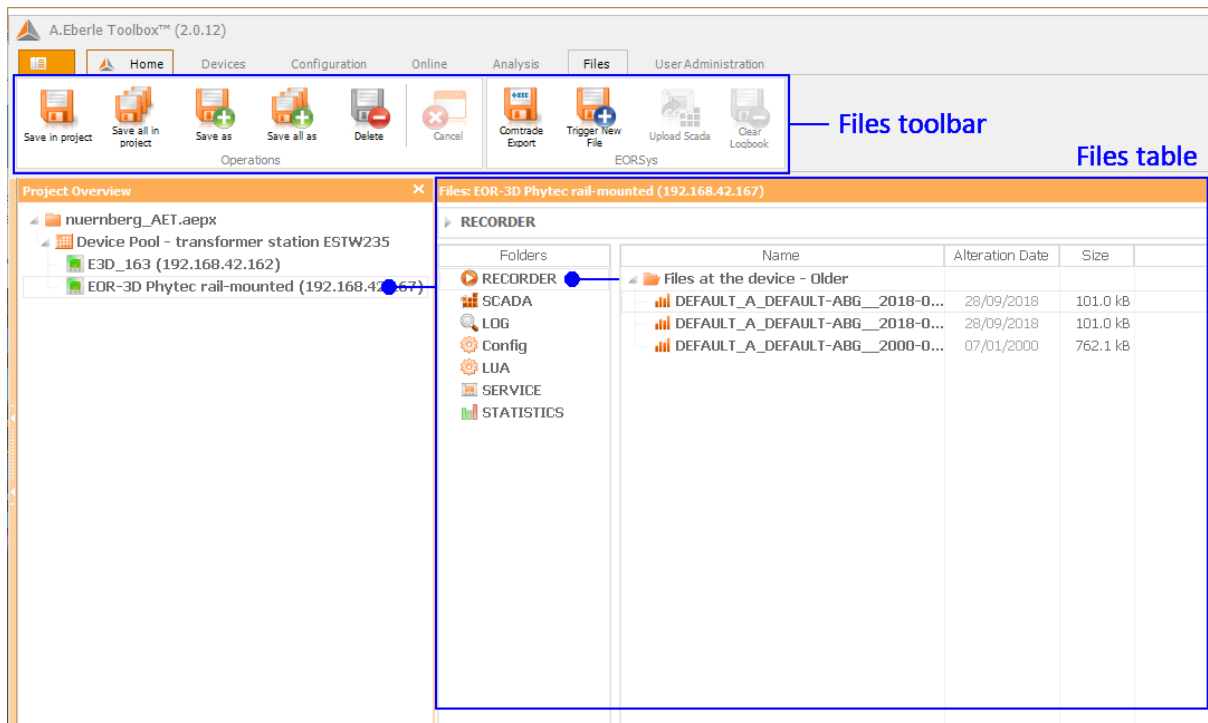 A.Eberle Toolbox™ (2.0.12)
Home Devices Configuration Online Analysis Files UserAdministration
Save in project Save all in project Save as Save all as Delete Cancel Comtrade Export Trigger New File Upload Scada Clear Logbook
Operations EORSys
Files toolbar
Files table
Project Overview
nuernberg_AET.aepx
Device Pool - transformer station ESTW235
E3D_163 (192.168.42.162)
EOR-3D Phytec rail-mounted (192.168.42.167)
Files: EOR-3D Phytec rail-mounted (192.168.42.167)
RECORDER
Folders
RECORDER
SCADA
LOG
Config
LUA
SERVICE
STATISTICS
Name Alteration Date Size
Files at the device - Older
DEFAULT_A_DEFAULT-ABG__2018-0... 28/09/2018 101.0 kB
DEFAULT_A_DEFAULT-ABG__2018-0... 28/09/2018 101.0 kB
DEFAULT_A_DEFAULT-ABG__2000-0... 07/01/2000 762.1 kB